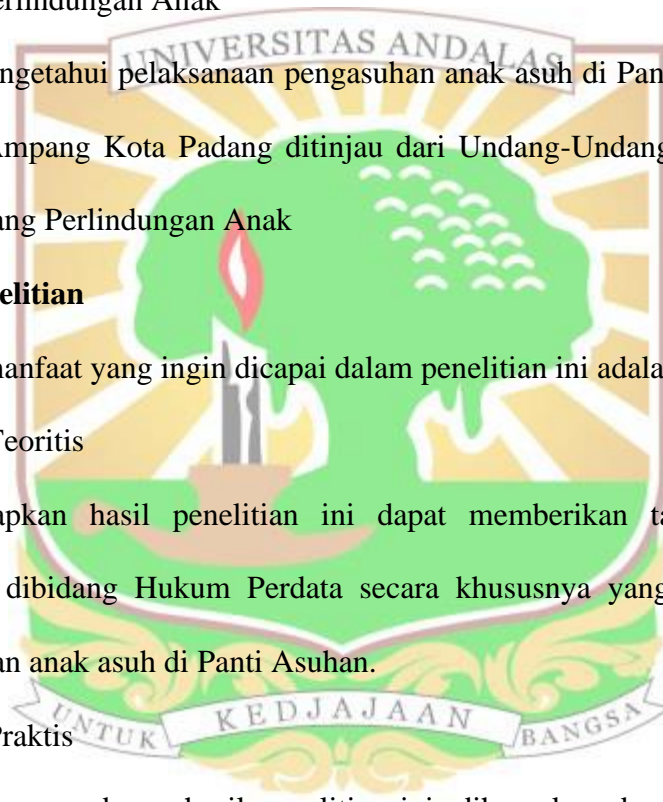 erlindungan Anak
UNIVERSITAS ANDALAS
ngetahui pelaksanaan pengasuhan anak asuh di Pan
Ampang Kota Padang ditinjau dari Undang-Undang
ang Perlindungan Anak
elitian
manfaat yang ingin dicapai dalam penelitian ini adala
Teoritis
apkan hasil penelitian ini dapat memberikan ta
dibidang Hukum Perdata secara khususnya yang
an anak asuh di Panti Asuhan.
UNTUK KEDJAJAAN BANGSA
Praktis